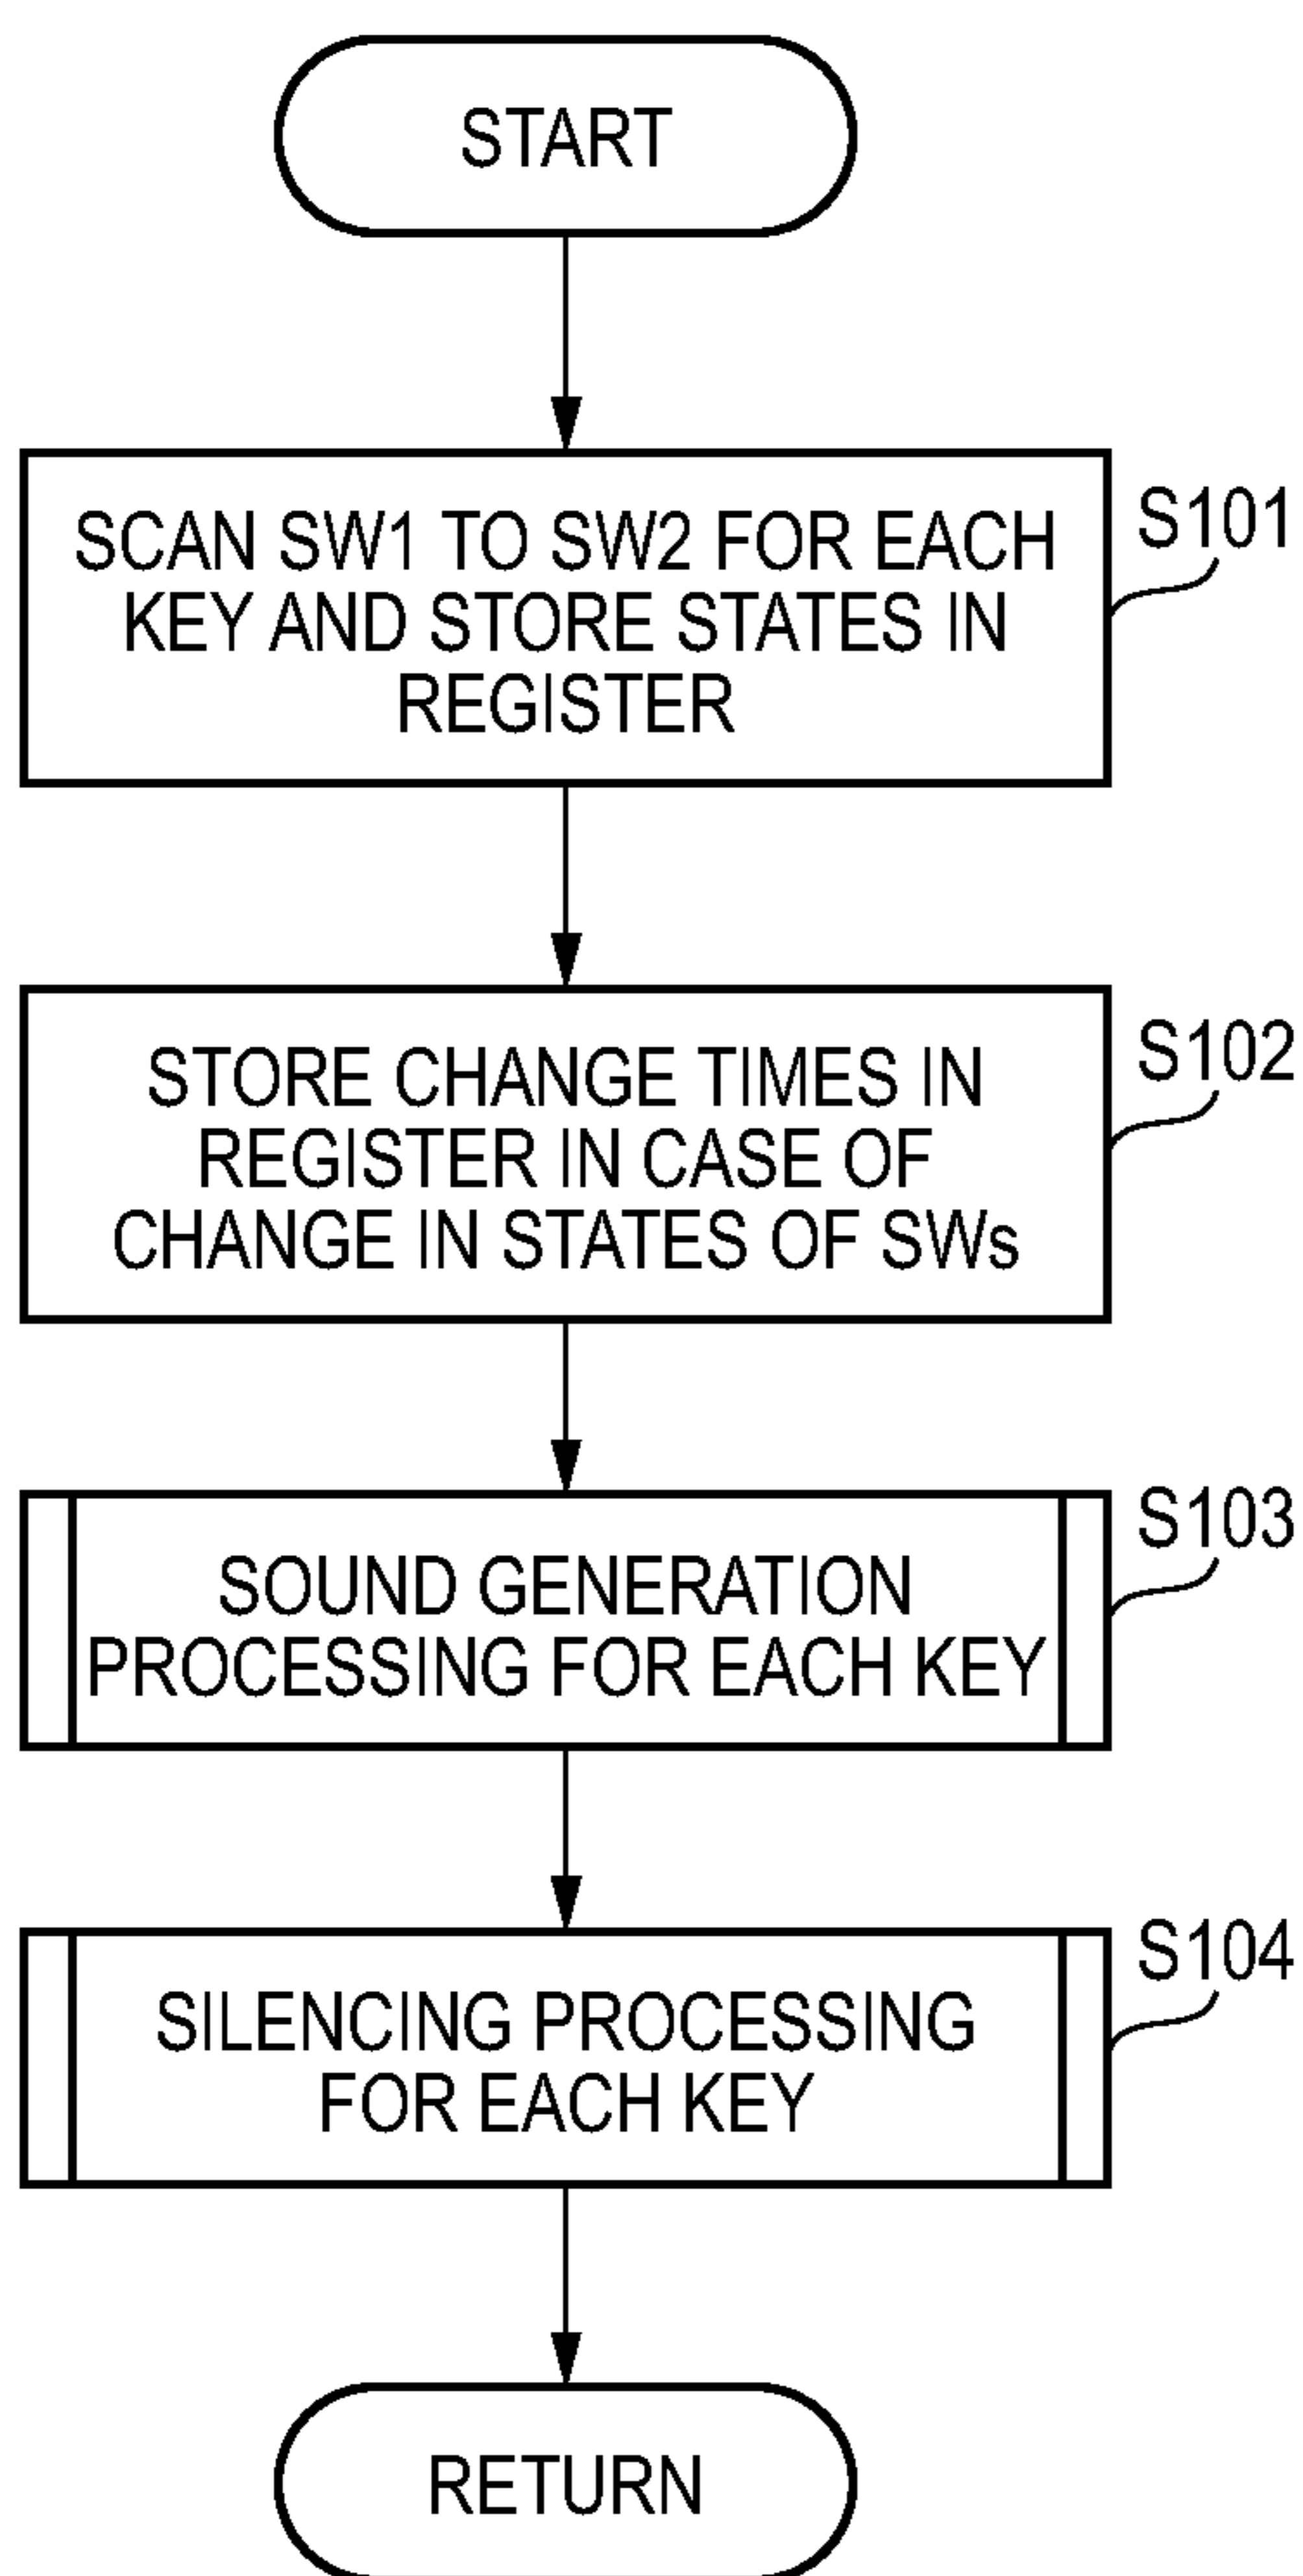 START
SCAN SW1 TO SW2 FOR EACH
KEY AND STORE STATES IN
REGISTER
S101
STORE CHANGE TIMES IN
REGISTER IN CASE OF
CHANGE IN STATES OF SWs
S102
SOUND GENERATION
PROCESSING FOR EACH KEY
S103
SILENCING PROCESSING
FOR EACH KEY
S104
RETURN